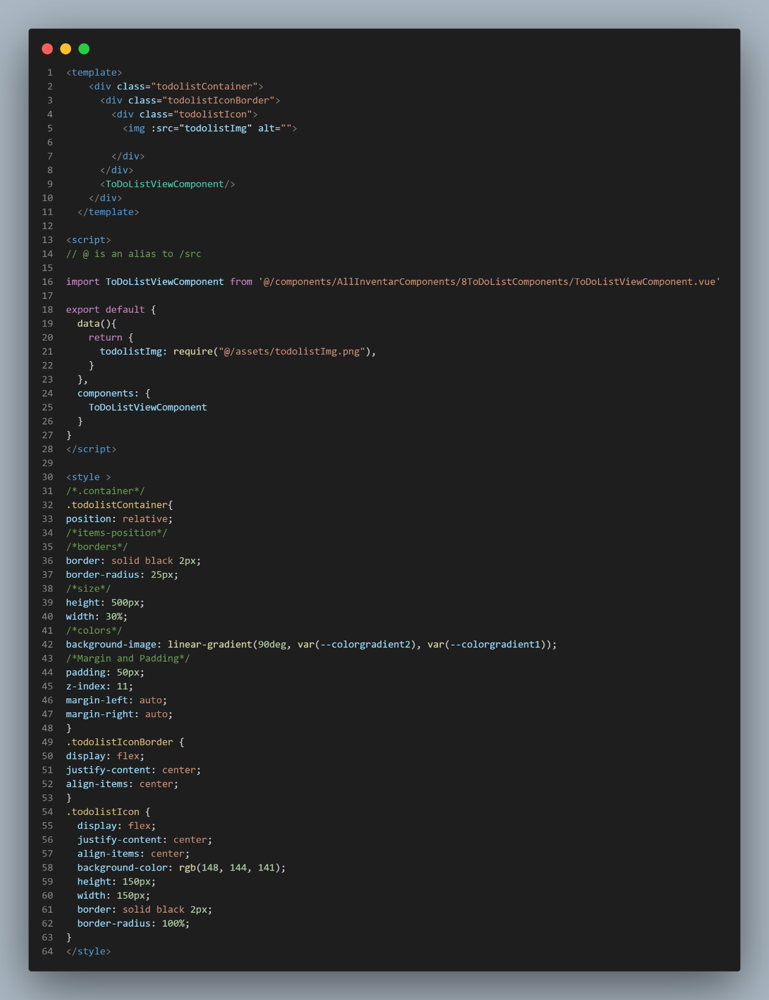 1 <template>
2 <div class="todolistContainer">
3 <div class="todolistIconBorder">
4 <div class="todolistIcon">
5 <img :src="todolistImg" alt="">
6
7 </div>
8 </div>
9 <ToDoListViewComponent/>
10 </div>
11 </template>
12
13 <script>
14 // @ is an alias to /src
15
16 import ToDoListViewComponent from '@/components/AllInventarComponents/8ToDoListComponents/ToDoListViewComponent.vue'
17
18 export default {
19 data(){
20 return {
21 todolistImg: require("@/assets/todolistImg.png"),
22 }
23 },
24 components: {
25 ToDoListViewComponent
26 }
27 }
28 </script>
29
30 <style >
31 /*.container*/
32 .todolistContainer{
33 position: relative;
34 /*items-position*/
35 /*borders*/
36 border: solid black 2px;
37 border-radius: 25px;
38 /*size*/
39 height: 500px;
40 width: 30%;
41 /*colors*/
42 background-image: linear-gradient(90deg, var(--colorgradient2), var(--colorgradient1));
43 /*Margin and Padding*/
44 padding: 50px;
45 z-index: 11;
46 margin-left: auto;
47 margin-right: auto;
48 }
49 .todolistIconBorder {
50 display: flex;
51 justify-content: center;
52 align-items: center;
53 }
54 .todolistIcon {
55 display: flex;
56 justify-content: center;
57 align-items: center;
58 background-color: rgb(148, 144, 141);
59 height: 150px;
60 width: 150px;
61 border: solid black 2px;
62 border-radius: 100%;
63 }
64 </style>